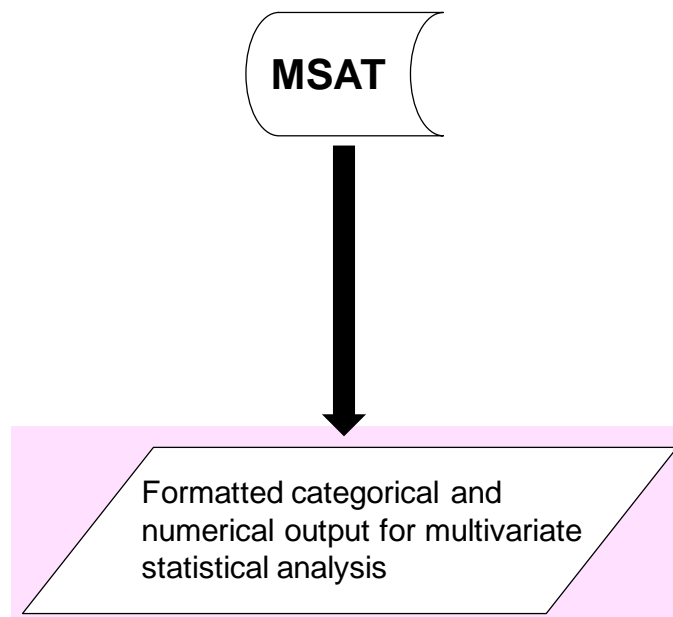 MSAT
Formatted categorical and
numerical output for multivariate
statistical analysis